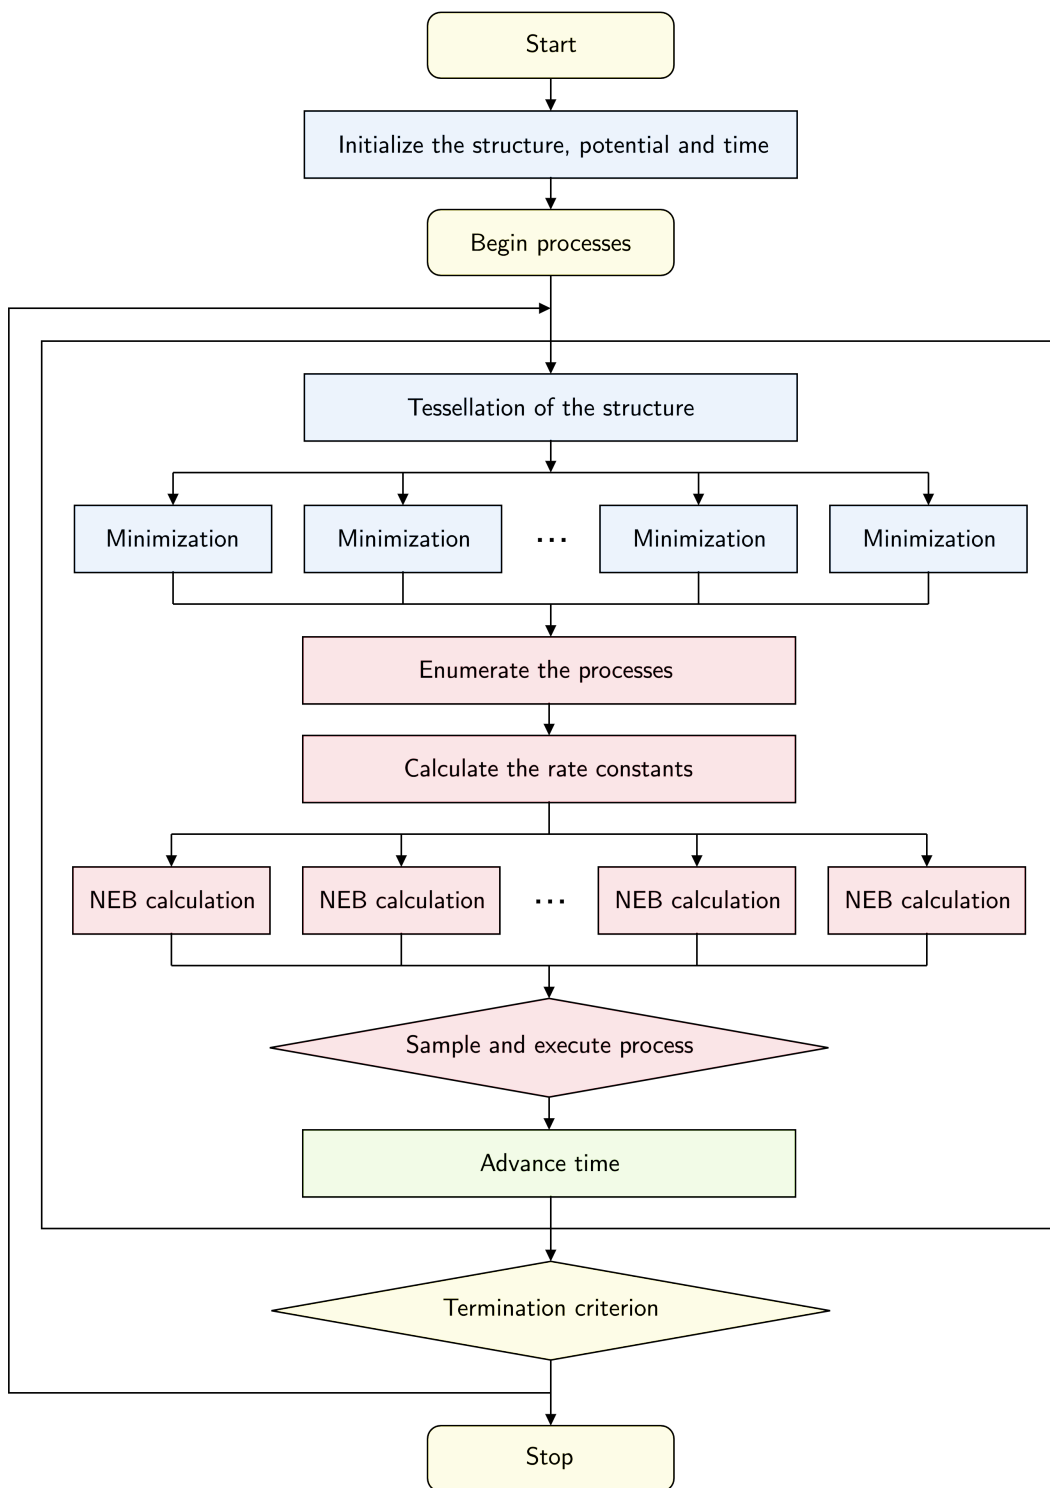 Start
Initialize the structure, potential and time
Begin processes
Tessellation of the structure
Minimization Minimization ... Minimization Minimization
Enumerate the processes
Calculate the rate constants
NEB calculation NEB calculation ... NEB calculation NEB calculation
Sample and execute process
Advance time
Termination criterion
Stop